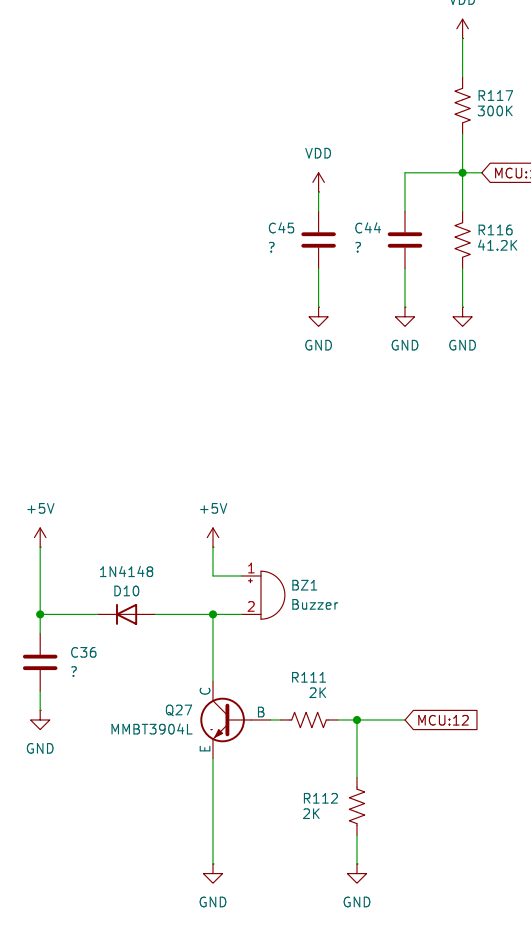 VDD
R117
300K
VDD
MCU:
C45
?
C44
?
R116
41.2K
GND
GND
GND
+5V
+5V
1N4148
D10
1
+
BZ1
2
Buzzer
C36
?
R111
2K
C
Q27
B
MCU:12
MMBT3904L
E
GND
R112
2K
GND
GND